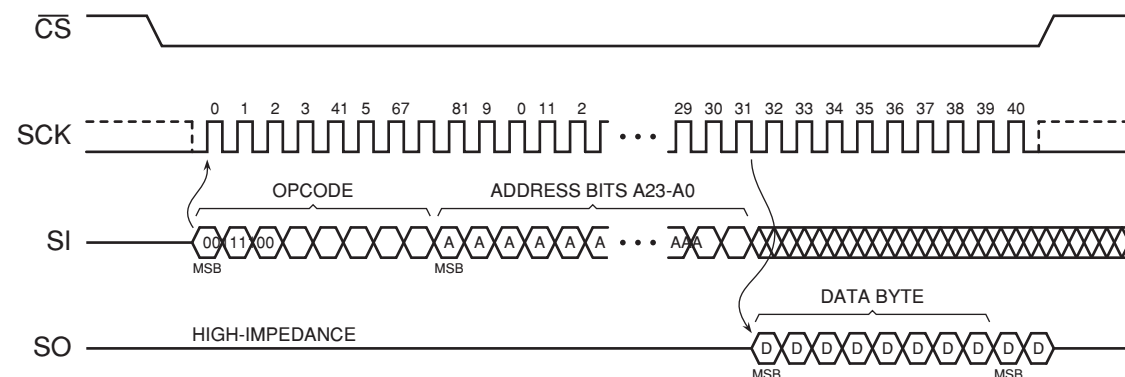 CS
SCK
0 1 2 3 41 5 67 81 9 0 11 2 29 30 31 32 33 34 35 36 37 38 39 40
OPCODE
ADDRESS BITS A23-A0
SI
00 11 00 A A A A A A AAA
MSB MSB
DATA BYTE
HIGH-IMPEDANCE
SO
D D D D D D D D D D
MSB MSB